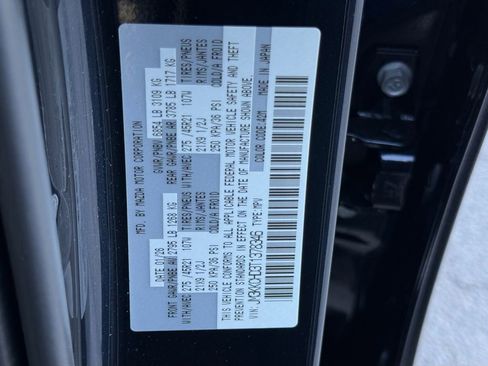 MFD. BY MAZDA MOTOR CORPORATION
DATE 01/26 GVWR/PNBV 6854 LB 3109 KG
FRONT GAWR/PNBE AV 2795 LB 1268 KG REAR GAWR/PNBE AR 3785 LB 1717 KG
WITH/AVEC 275 /45R21 107W TIRES/PNEUS WITH/AVEC 275 /45R21 107W TIRES/PNEUS
21X9 1/2J RIMS/JANTES 21X9 1/2J RIMS/JANTES
250 KPA/36 PSI COLD/A FROID 250 KPA/36 PSI COLD/A FROID
THIS VEHICLE CONFORMS TO ALL APPLICABLE FEDERAL MOTOR VEHICLE SAFETY AND THEFT
PREVENTION STANDARDS IN EFFECT ON THE DATE OF MANUFACTURE SHOWN ABOVE.
TYPE:MPV COLOR CODE:42M MADE IN JAPAN